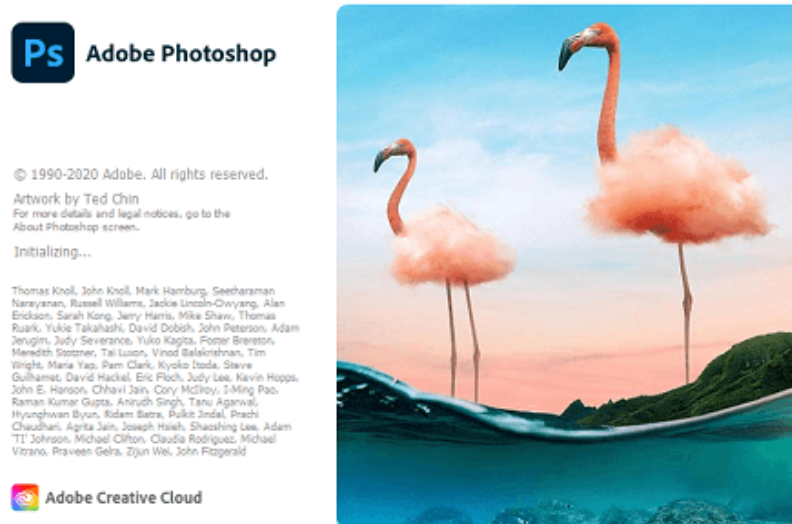 Ps Adobe Photoshop
© 1990-2020 Adobe. All rights reserved.
Artwork by Ted Chin
For more details and legal notices, go to the
About Photoshop screen.
Initializing...
Thomas Knoll, John Knoll, Mark Hamburg, Seetharaman
Narayanan, Russell Williams, Jackie Lincoln-Owyang, Alan
Erickson, Sarah Kong, Jerry Harris, Mike Shaw, Thomas
Ruark, Yukie Takahashi, David Dobish, John Peterson, Adam
Jerugim, Judy Severance, Yuko Kagita, Foster Brereton,
Meredith Stotzner, Tai Luxon, Vinod Balakrishnan, Tim
Wright, Maria Yap, Pam Clark, Kyoko Itoda, Steve
Guilhamet, David Hackel, Eric Floch, Judy Lee, Kevin Hopps,
John E. Hanson, Chhavi Jain, Cory McIlroy, I-Ming Pao,
Raman Kumar Gupta, Anirudh Singh, Tanu Agarwal,
Hyunghwan Byun, Ridam Batra, Pulkit Jindal, Prachi
Chaudhari, Agrita Jain, Joseph Hsieh, Shaoshing Lee, Adam
'TJ' Johnson, Michael Clifton, Claudia Rodriguez, Michael
Vitrano, Praveen Gelra, Zijun Wei, John Fitzgerald
Adobe Creative Cloud